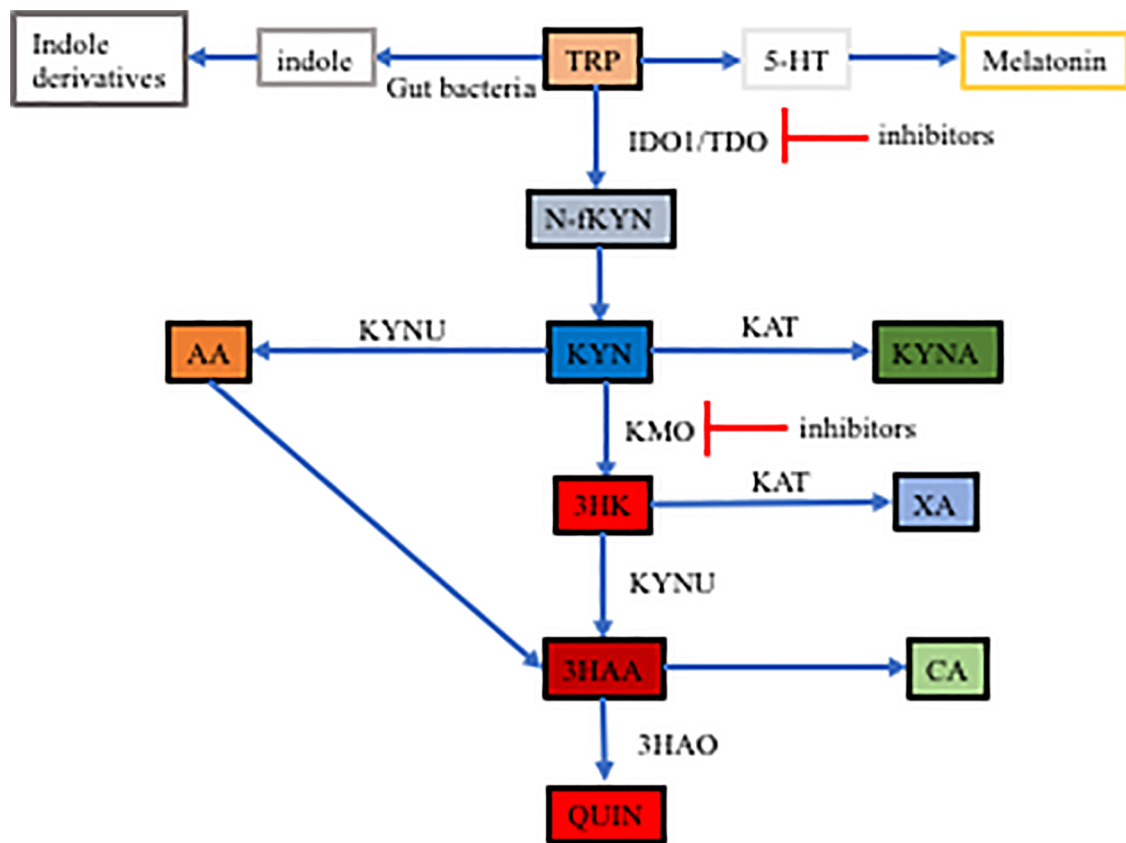 Indole
derivatives
indole
TRP
5-HT
Melatonin
Gut bacteria
IDO1/TDO
inhibitors
N-fKYN
KYNU
KAT
AA
KYN
KYNA
KMO
inhibitors
KAT
3HK
XA
KYNU
3HAA
CA
3HAO
QUIN